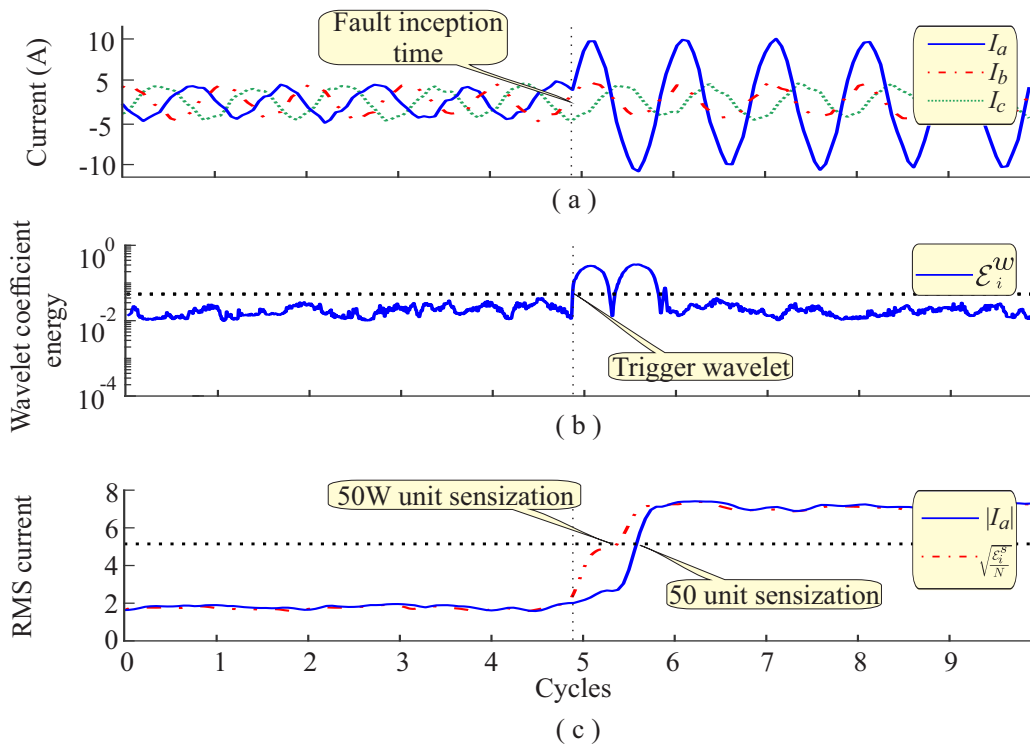 Current (A)
10
5
-5
-10
Fault inception
time
I_a
I_b
I_c
( a )
Wavelet coefficient
energy
10^0
10^-2
10^-4
ℰ_i^w
Trigger wavelet
( b )
RMS current
8
6
4
2
0
50W unit sensization
50 unit sensization
|I_a|
√(ℰ_i^s/N)
0 1 2 3 4 5 6 7 8 9
Cycles
( c )